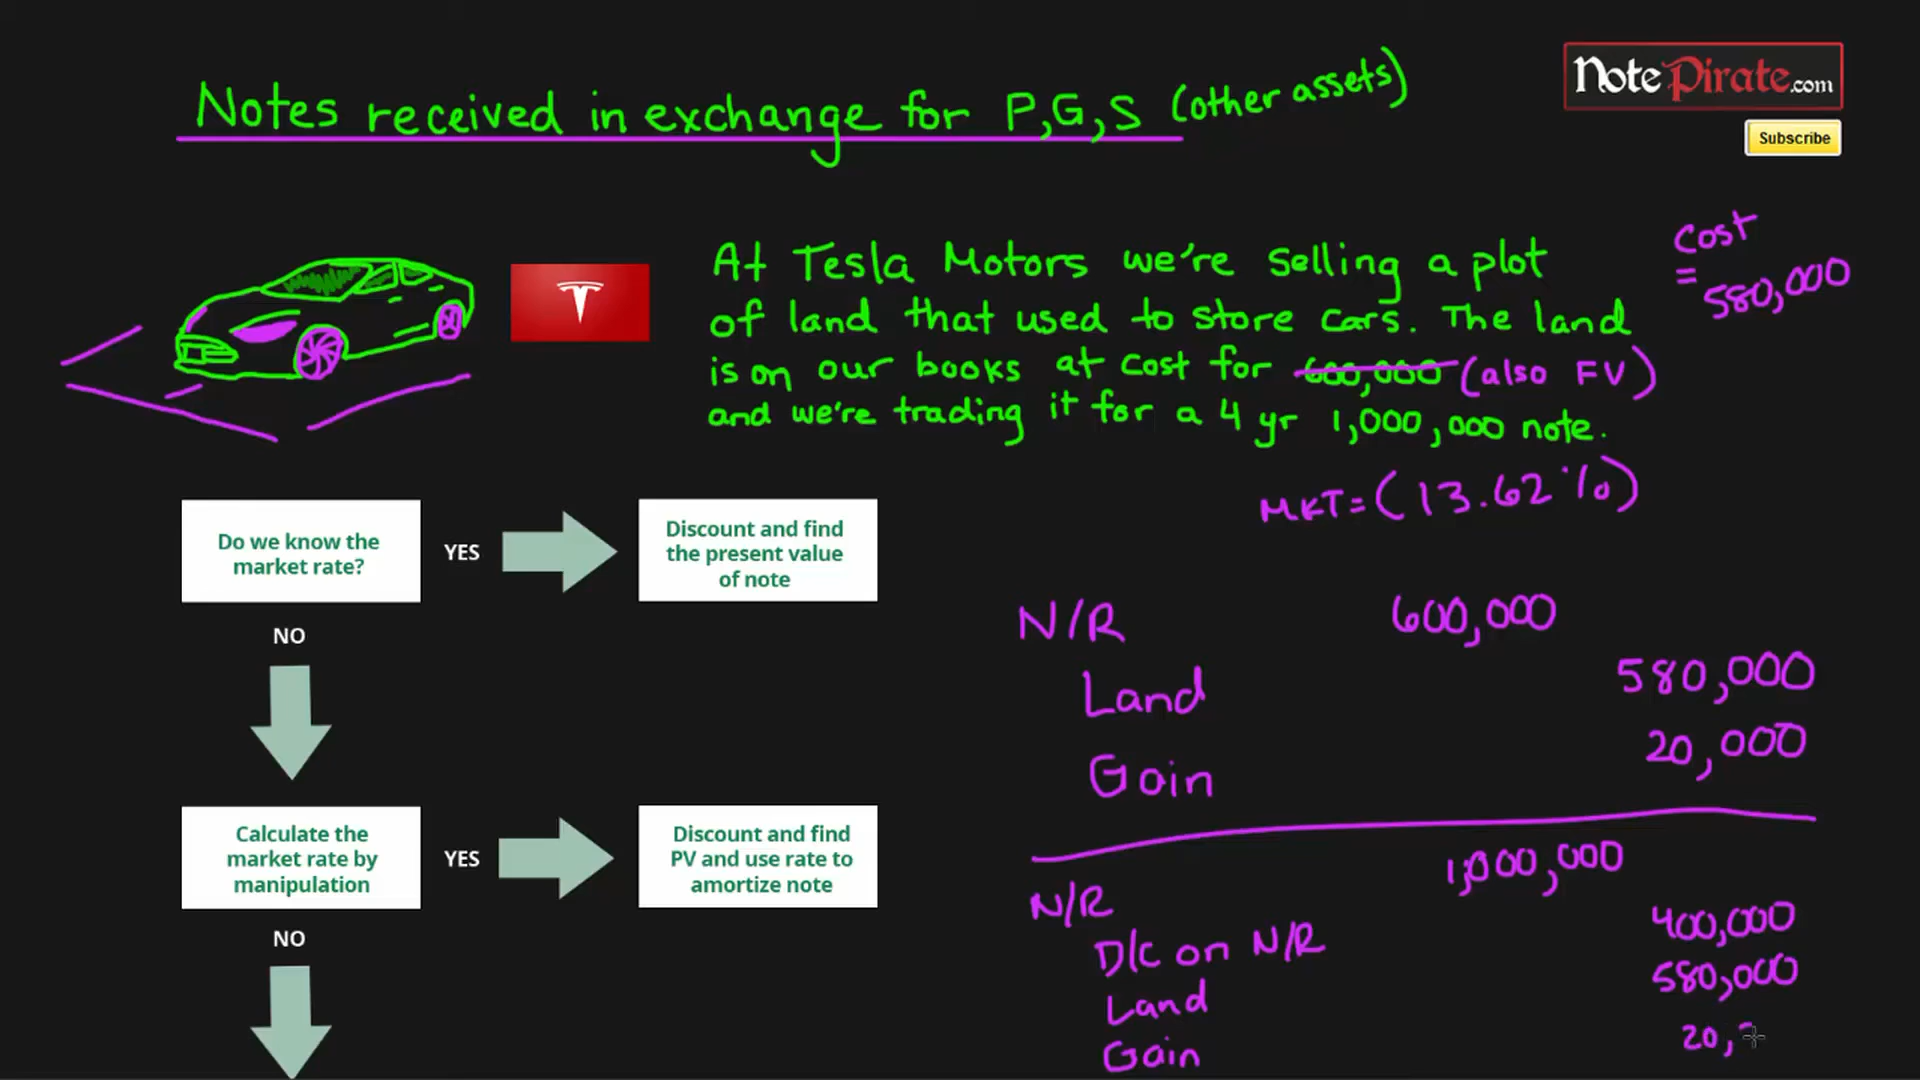 Notes received in exchange for P,G,S (other assets)
NotePirate.com
Subscribe
At Tesla Motors we're selling a plot
of land that used to store cars. The land
is on our books at cost for 600,000 (also FV)
and we're trading it for a 4 yr 1,000,000 note.
Cost
= 580,000
MKT= (13.62%)
Do we know the
market rate?
YES
Discount and find
the present value
of note
NO
Calculate the
market rate by
manipulation
YES
Discount and find
PV and use rate to
amortize note
NO
N/R 600,000
Land 580,000
Gain 20,000
N/R 1,000,000
D/C on N/R 400,000
Land 580,000
Gain 20,